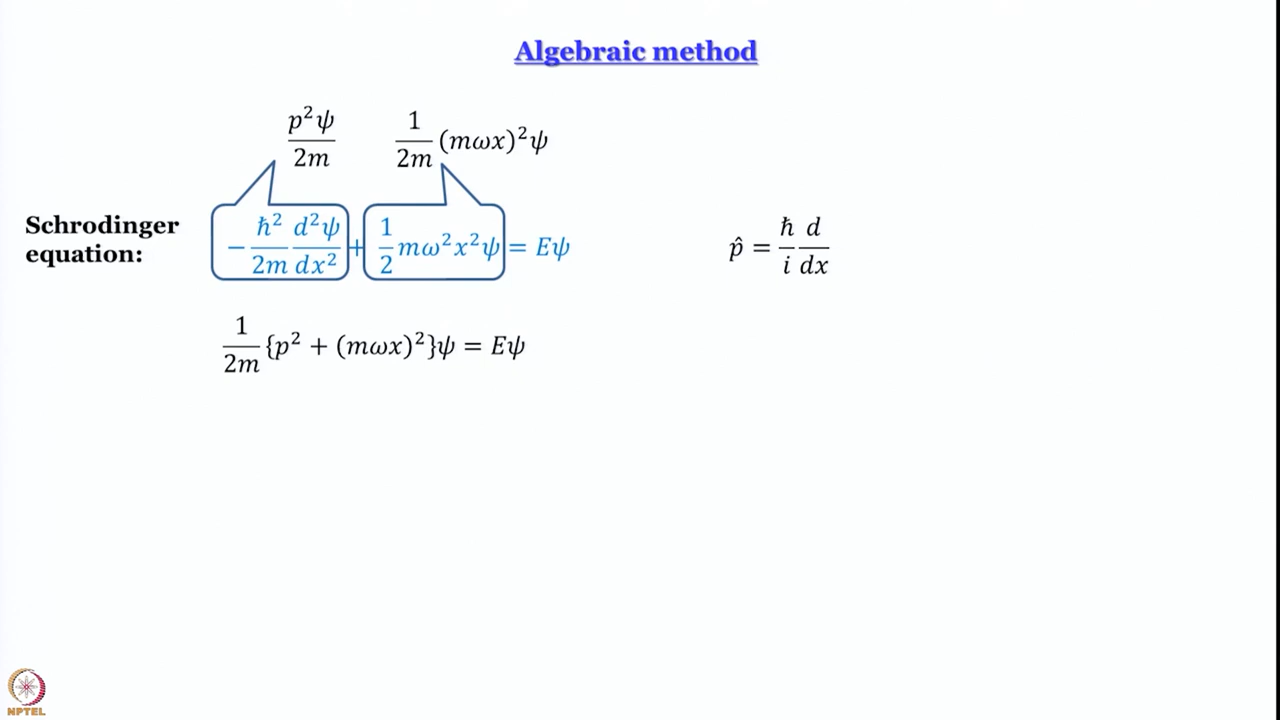 Algebraic method
p²ψ/2m    1/2m (mωx)²ψ
Schrodinger equation: −ħ²/2m d²ψ/dx² + 1/2 mω²x²ψ = Eψ    p̂ = ħ/i d/dx
1/2m {p² + (mωx)²}ψ = Eψ
NPTEL